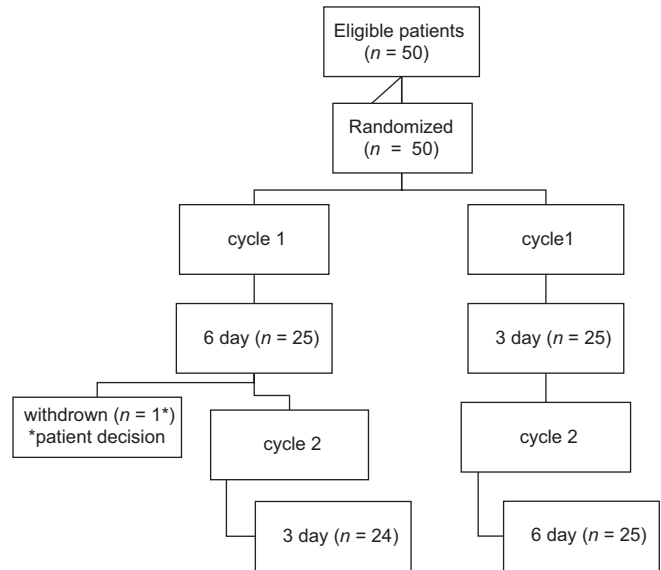 Eligible patients
(n = 50)
Randomized
(n = 50)
cycle 1
cycle1
6 day (n = 25)
3 day (n = 25)
withdrown (n = 1*)
*patient decision
cycle 2
cycle 2
3 day (n = 24)
6 day (n = 25)